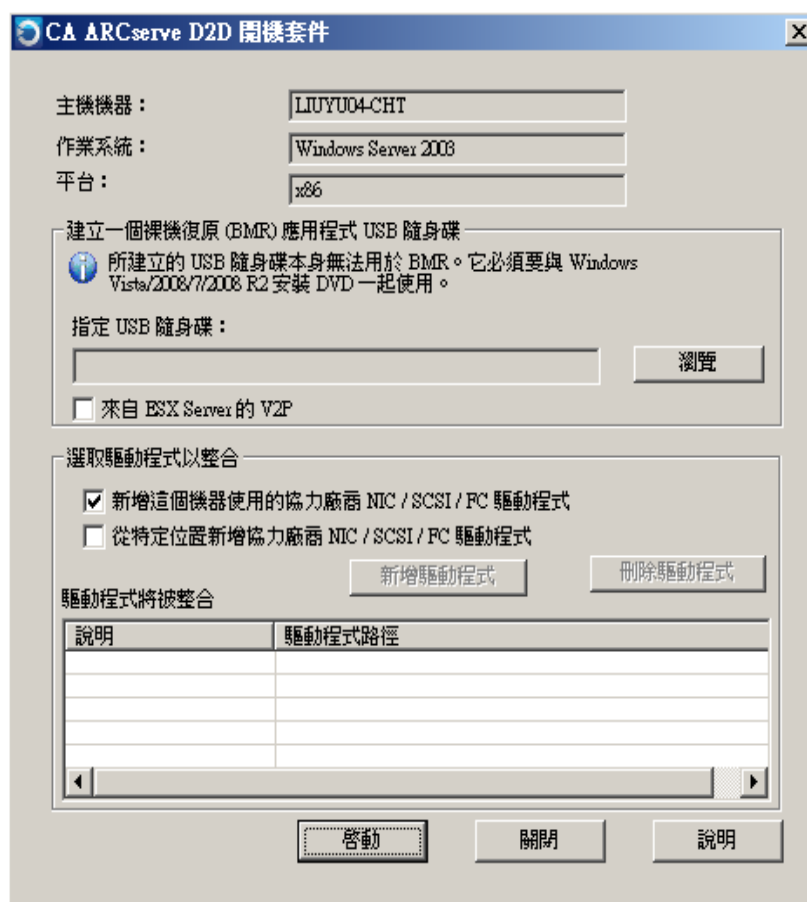 CA ARCserve D2D 開機套件
主機機器：
LIUYU04-CHT
作業系統：
Windows Server 2003
平台：
x86
建立一個裸機復原 (BMR) 應用程式 USB 隨身碟
所建立的 USB 隨身碟本身無法用於 BMR。它必須要與 Windows
Vista/2008/7/2008 R2 安裝 DVD 一起使用。
指定 USB 隨身碟：
瀏覽
來自 ESX Server 的 V2P
選取驅動程式以整合
新增這個機器使用的協力廠商 NIC / SCSI / FC 驅動程式
從特定位置新增協力廠商 NIC / SCSI / FC 驅動程式
新增驅動程式
刪除驅動程式
驅動程式將被整合
說明
驅動程式路徑
啓動
關閉
說明